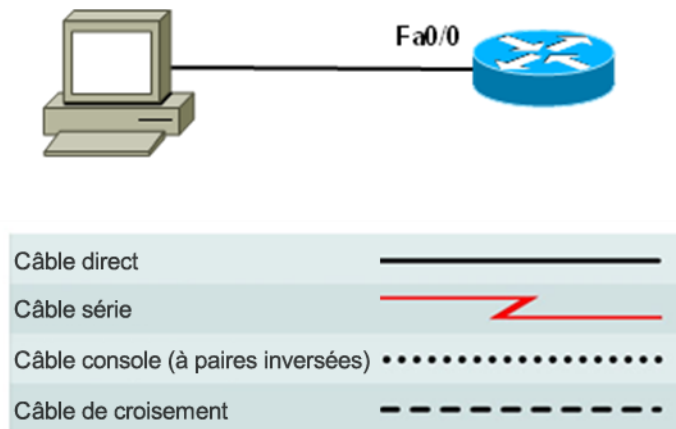 Fa0/0
Câble direct
Câble série
Câble console (à paires inversées)
Câble de croisement